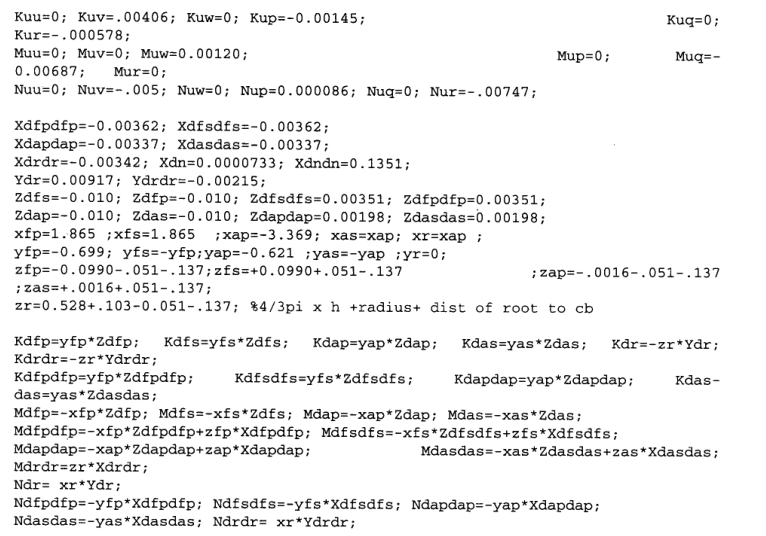 Kuu=0; Kuv=.00406; Kuw=0; Kup=-0.00145; Kuq=0;
Kur=-.000578;
Muu=0; Muv=0; Muw=0.00120; Mup=0; Muq=-
0.00687; Mur=0;
Nuu=0; Nuv=-.005; Nuw=0; Nup=0.000086; Nuq=0; Nur=-.00747;
Xdfpdfp=-0.00362; Xdfsdfs=-0.00362;
Xdapdap=-0.00337; Xdasdas=-0.00337;
Xdrdr=-0.00342; Xdn=0.0000733; Xdndn=0.1351;
Ydr=0.00917; Ydrdr=-0.00215;
Zdfs=-0.010; Zdfp=-0.010; Zdfsdfs=0.00351; Zdfpdfp=0.00351;
Zdap=-0.010; Zdas=-0.010; Zdapdap=0.00198; Zdasdas=0.00198;
xfp=1.865 ;xfs=1.865 ;xap=-3.369; xas=xap; xr=xap ;
yfp=-0.699; yfs=-yfp;yap=-0.621 ;yas=-yap ;yr=0;
zfp=-0.0990-.051-.137;zfs=+0.0990+.051-.137 ;zap=-.0016-.051-.137
;zas=+.0016+.051-.137;
zr=0.528+.103-0.051-.137; %4/3pi x h +radius+ dist of root to cb
Kdfp=yfp*Zdfp; Kdfs=yfs*Zdfs; Kdap=yap*Zdap; Kdas=yas*Zdas; Kdr=-zr*Ydr;
Kdrdr=-zr*Ydrdr;
Kdfpdfp=yfp*Zdfpdfp; Kdfsdfs=yfs*Zdfsdfs; Kdapdap=yap*Zdapdap; Kdas-
das=yas*Zdasdas;
Mdfp=-xfp*Zdfp; Mdfs=-xfs*Zdfs; Mdap=-xap*Zdap; Mdas=-xas*Zdas;
Mdfpdfp=-xfp*Zdfpdfp+zfp*Xdfpdfp; Mdfsdfs=-xfs*Zdfsdfs+zfs*Xdfsdfs;
Mdapdap=-xap*Zdapdap+zap*Xdapdap; Mdasdas=-xas*Zdasdas+zas*Xdasdas;
Mdrdr=zr*Xdrdr;
Ndr= xr*Ydr;
Ndfpdfp=-yfp*Xdfpdfp; Ndfsdfs=-yfs*Xdfsdfs; Ndapdap=-yap*Xdapdap;
Ndasdas=-yas*Xdasdas; Ndrdr= xr*Ydrdr;